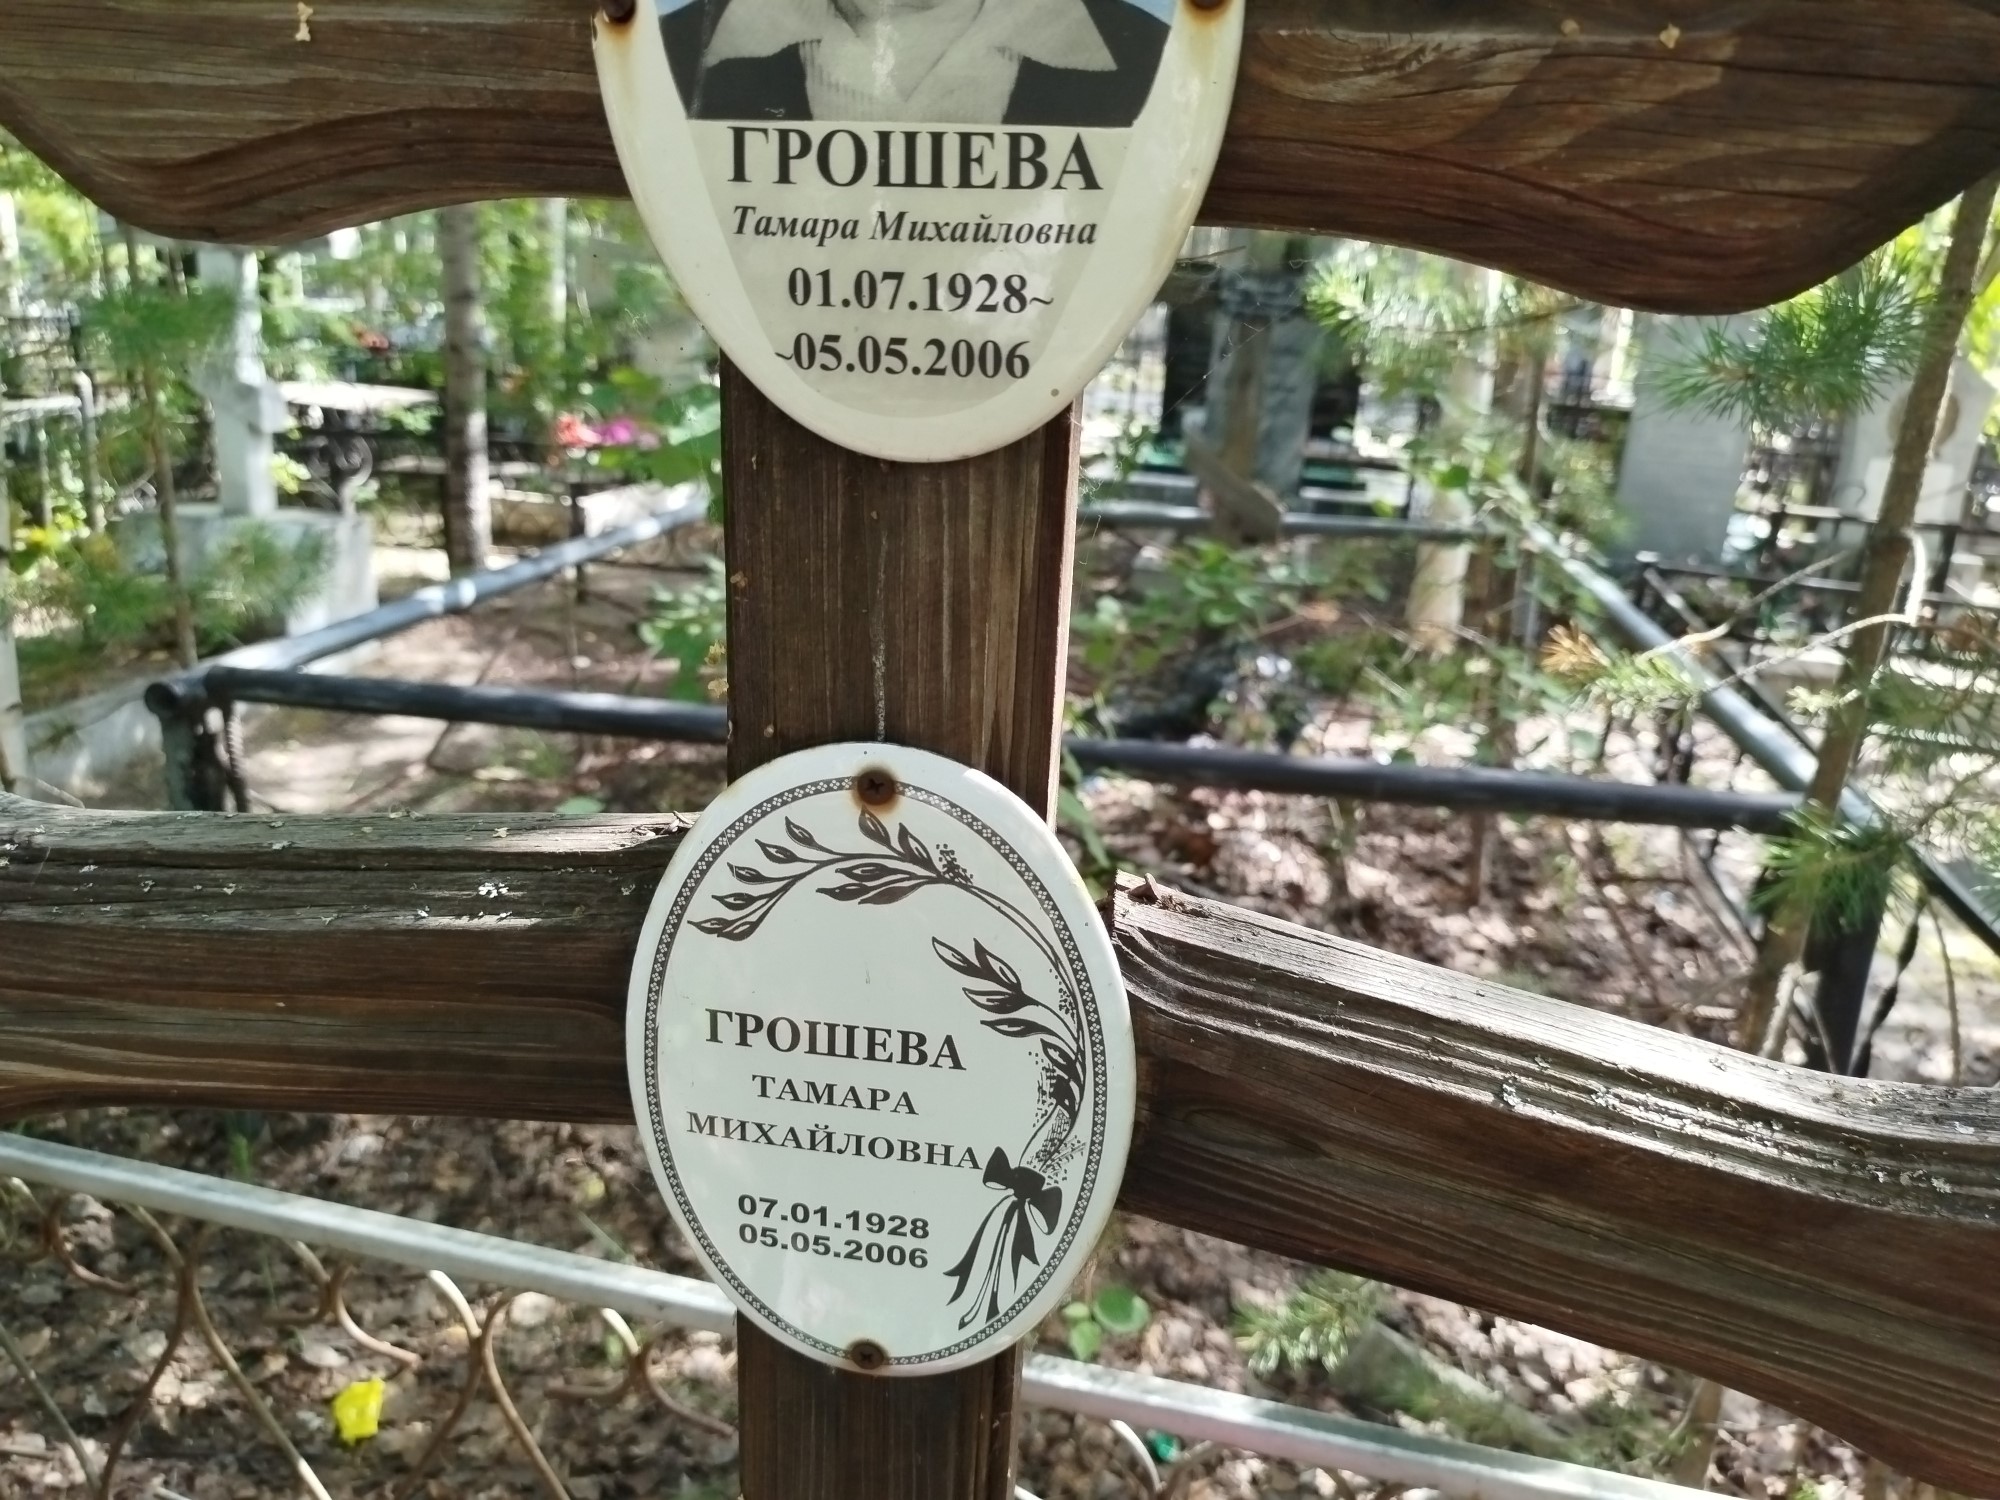 ГРОШЕВА
Тамара Михайловна
01.07.1928~
~05.05.2006
ГРОШЕВА
ТАМАРА
МИХАЙЛОВНА
07.01.1928
05.05.2006